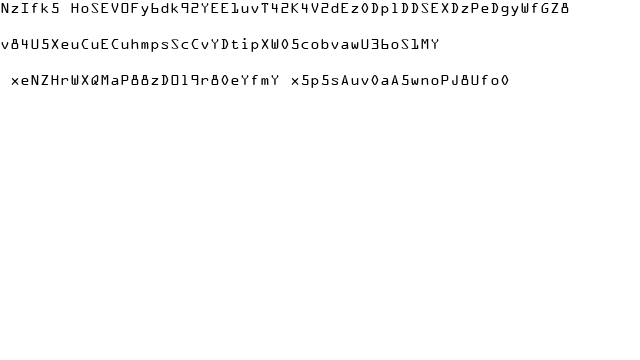 NzIfk5 HoSEVOFy6dk92YEE1uvT42K4V2dEz0Dp1DDSEXDzPeDgyWfGZ8
v84U5XeuCuECuhmpsScCvYDtipXW05cobvawU36oS1MY
xeNZHrWXQMaP88zDO19r80eYfmY x5p5sAuv0aA5wnoPJ8Ufo0